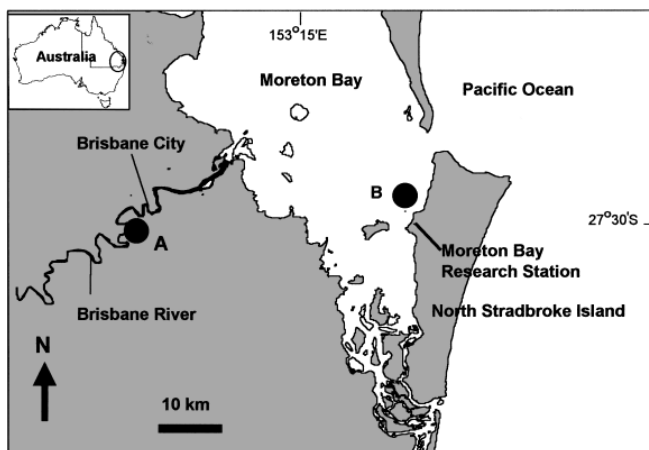 153°15'E
Australia
Moreton Bay
Pacific Ocean
Brisbane City
B
27°30'S
A
Moreton Bay
Research Station
Brisbane River
North Stradbroke Island
N
10 km